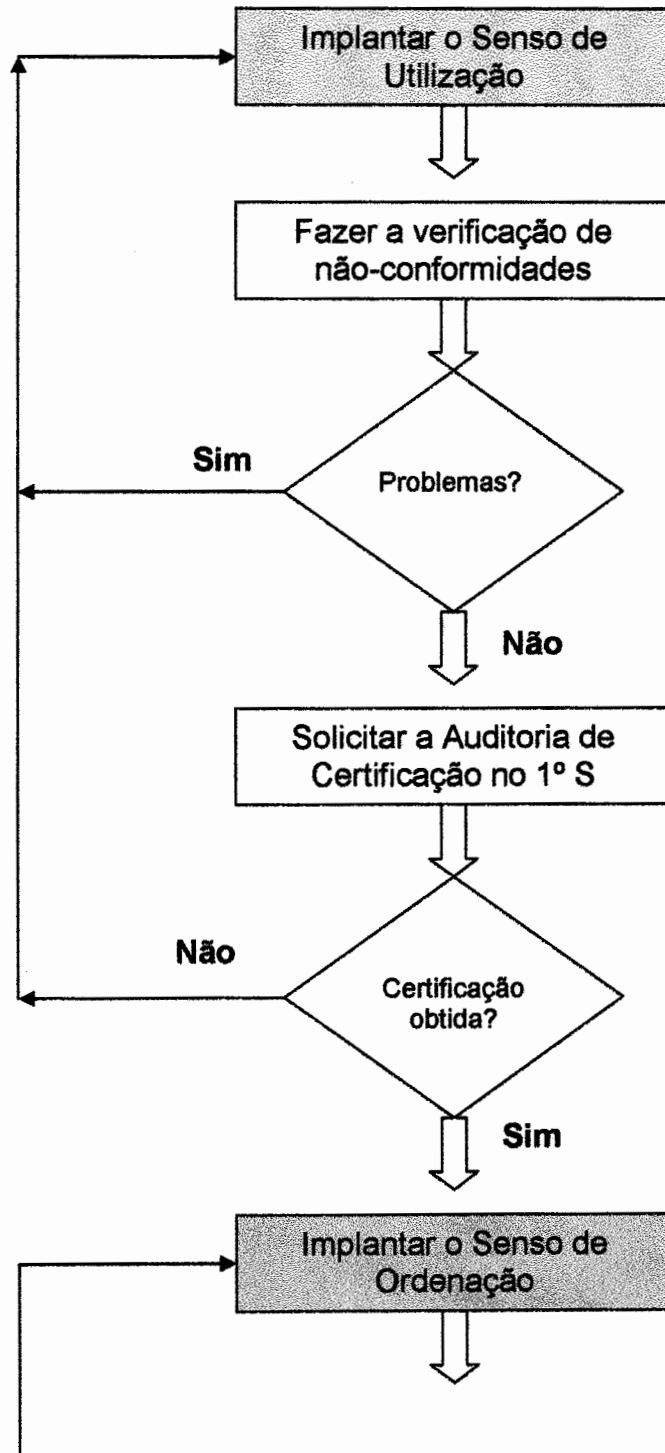 Implantar o Senso de
Utilização
Fazer a verificação de
não-conformidades
Sim
Problemas?
Não
Solicitar a Auditoria de
Certificação no 1º S
Não
Certificação
obtida?
Sim
Implantar o Senso de
Ordenação